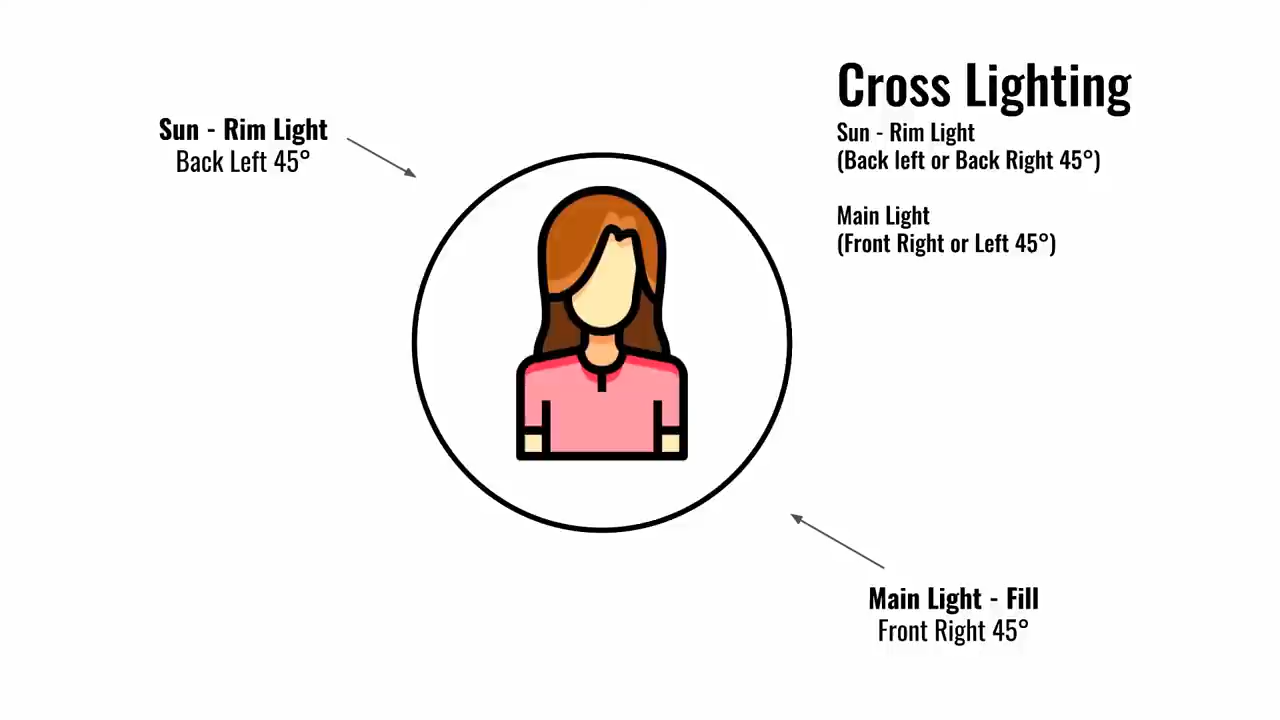 Cross Lighting
Sun - Rim Light
(Back left or Back Right 45°)
Main Light
(Front Right or Left 45°)
Sun - Rim Light
Back Left 45°
Main Light - Fill
Front Right 45°